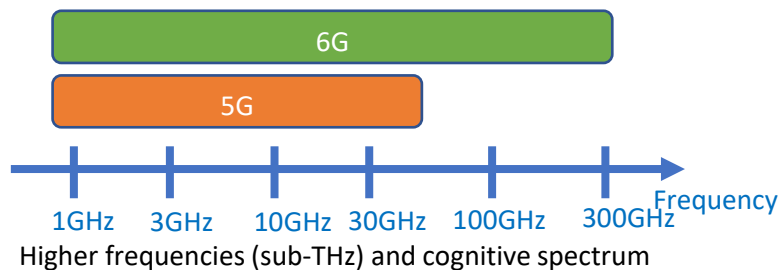 6G
5G
Frequency
1GHz 3GHz 10GHz 30GHz 100GHz 300GHz
Higher frequencies (sub-THz) and cognitive spectrum